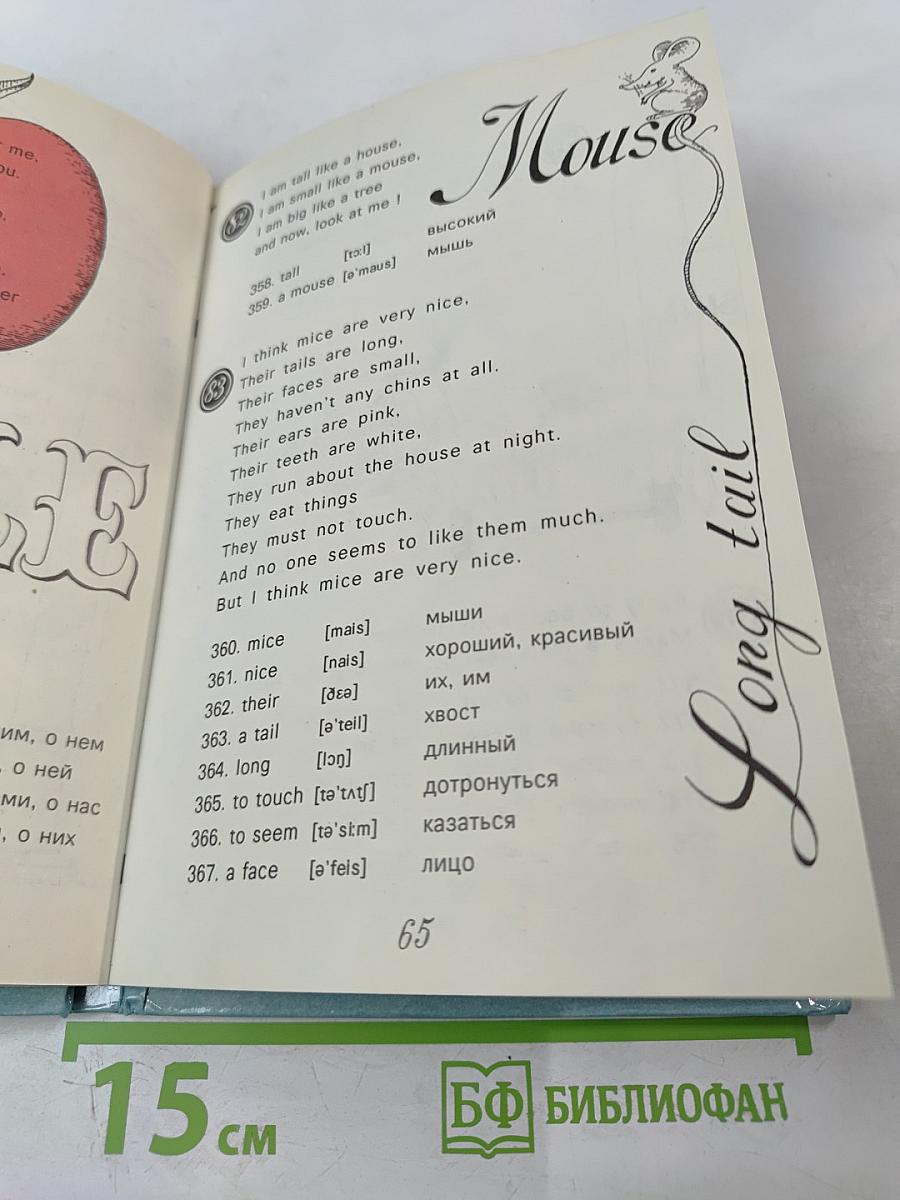 me,
ou.
er
E
им, о нем
, о ней
ми, о нас
, о них
Mouse
82
I am tall like a house,
I am small like a mouse,
I am big like a tree
and now, look at me !
358. tall [tɔ:l] высокий
359. a mouse [ə'maus] мышь
83
I think mice are very nice,
Their tails are long,
Their faces are small,
They haven't any chins at all.
Their ears are pink,
Their teeth are white,
They run about the house at night.
They eat things
They must not touch.
And no one seems to like them much.
But I think mice are very nice.
360. mice [mais] мыши
361. nice [nais] хороший, красивый
362. their [ðɛə] их, им
363. a tail [ə'teil] хвост
364. long [lɔŋ] длинный
365. to touch [tə'tʌtʃ] дотронуться
366. to seem [tə'si:m] казаться
367. a face [ə'feis] лицо
Long tail
65
15 см
БФ БИБЛИОФАН